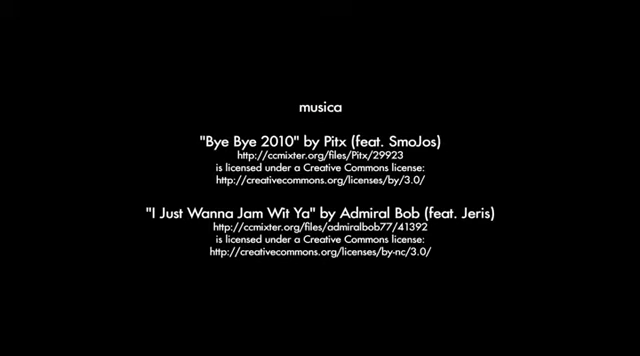 musica
"Bye Bye 2010" by Pitx (feat. SmoJos)
http://ccmixter.org/files/Pitx/29923
is licensed under a Creative Commons license:
http://creativecommons.org/licenses/by/3.0/
"I Just Wanna Jam Wit Ya" by Admiral Bob (feat. Jeris)
http://ccmixter.org/files/admiralbob77/41392
is licensed under a Creative Commons license:
http://creativecommons.org/licenses/by-nc/3.0/